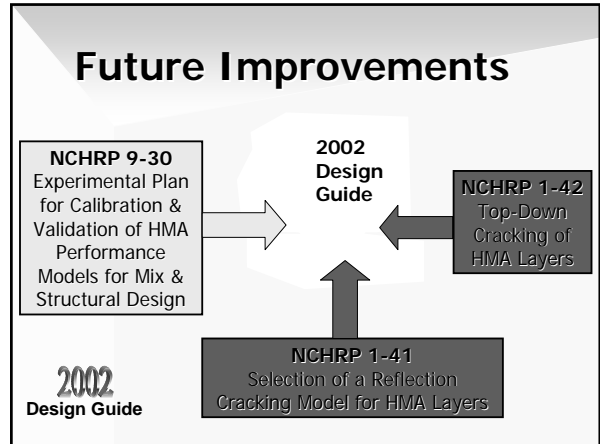 Future Improvements
NCHRP 9-30
Experimental Plan
for Calibration &
Validation of HMA
Performance
Models for Mix &
Structural Design
2002
Design
Guide
NCHRP 1-42
Top-Down
Cracking of
HMA Layers
NCHRP 1-41
Selection of a Reflection
Cracking Model for HMA Layers
2002
Design Guide